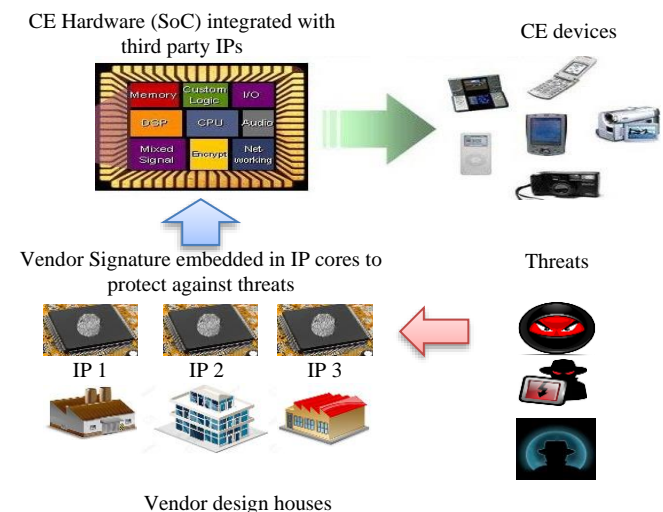 CE Hardware (SoC) integrated with
third party IPs
CE devices
Memory
Custom
Logic
I/O
DSP
CPU
Audio
Mixed
Signal
Encrypt
Net-
working
Vendor Signature embedded in IP cores to
protect against threats
Threats
IP 1
IP 2
IP 3
Vendor design houses